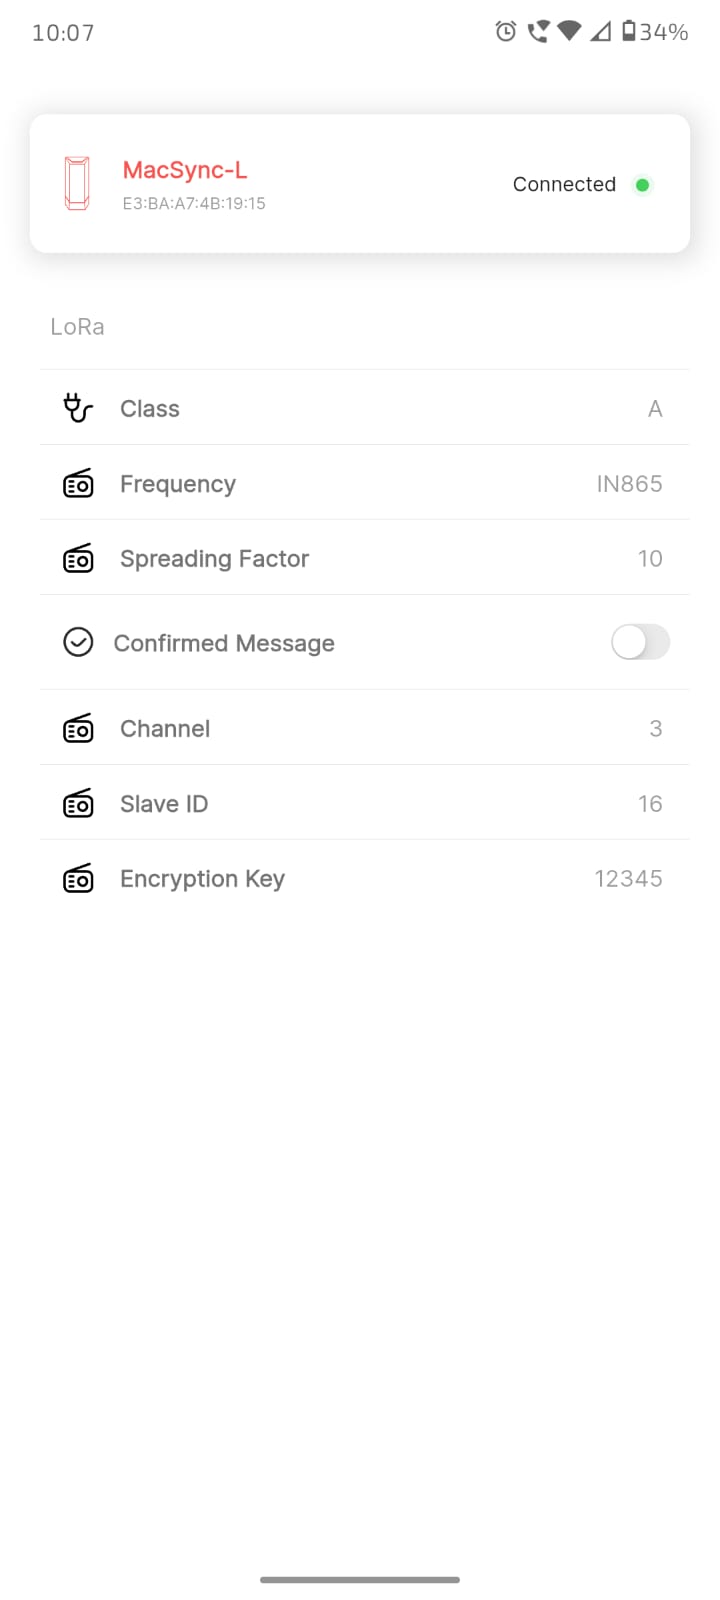 10:07 34%
MacSync-L
E3:BA:A7:4B:19:15
Connected
LoRa
Class A
Frequency IN865
Spreading Factor 10
Confirmed Message
Channel 3
Slave ID 16
Encryption Key 12345